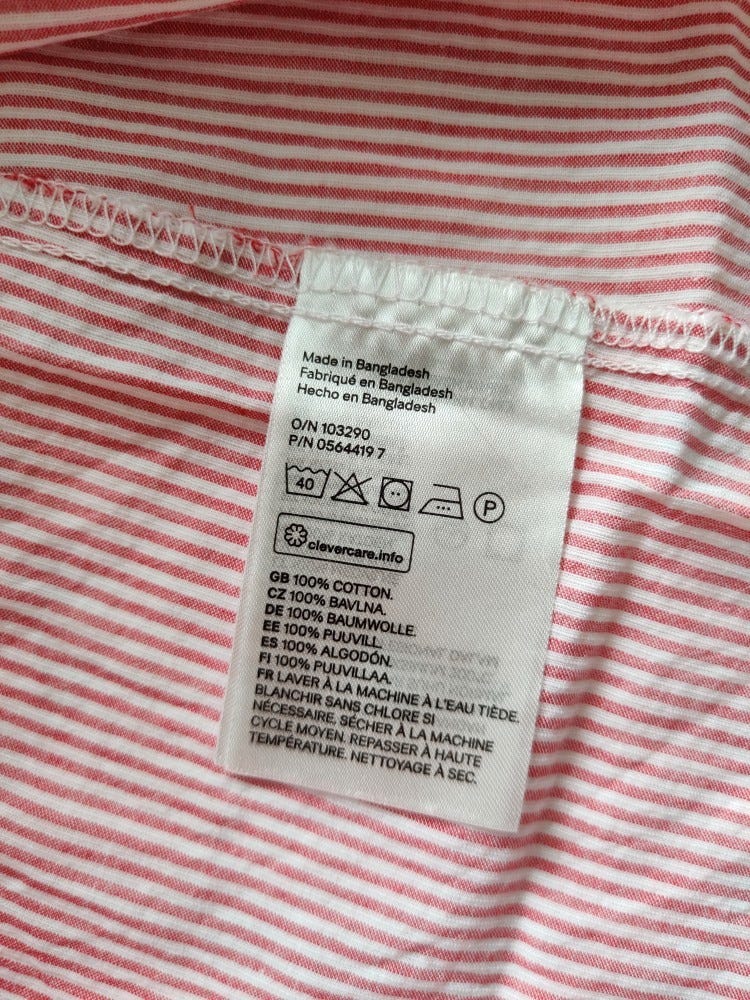 Made in Bangladesh
Fabriqué en Bangladesh
Hecho en Bangladesh
O/N 103290
P/N 0564419 7
40
P
clevercare.info
GB 100% COTTON.
CZ 100% BAVLNA.
DE 100% BAUMWOLLE.
EE 100% PUUVILL.
ES 100% ALGODÓN.
FI 100% PUUVILLAA.
FR LAVER À LA MACHINE À L'EAU TIÈDE.
BLANCHIR SANS CHLORE SI
NÉCESSAIRE. SÉCHER À LA MACHINE
CYCLE MOYEN. REPASSER À HAUTE
TEMPÉRATURE. NETTOYAGE À SEC.